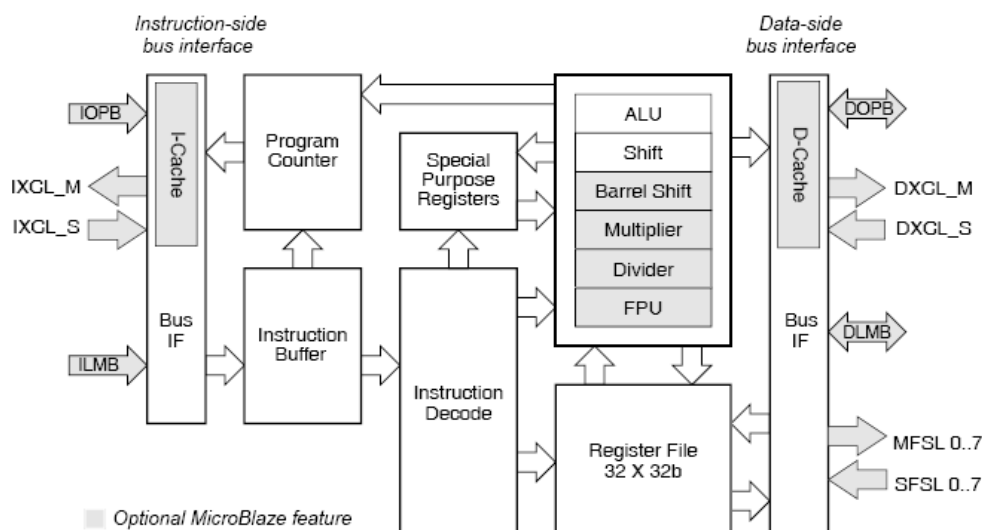 Instruction-side
bus interface
Data-side
bus interface
IOPB
IXCL_M
IXCL_S
ILMB
I-Cache
Bus
IF
Program
Counter
Special
Purpose
Registers
Instruction
Buffer
Instruction
Decode
ALU
Shift
Barrel Shift
Multiplier
Divider
FPU
Register File
32 X 32b
D-Cache
Bus
IF
DOPB
DXCL_M
DXCL_S
DLMB
MFSL 0..7
SFSL 0..7
Optional MicroBlaze feature